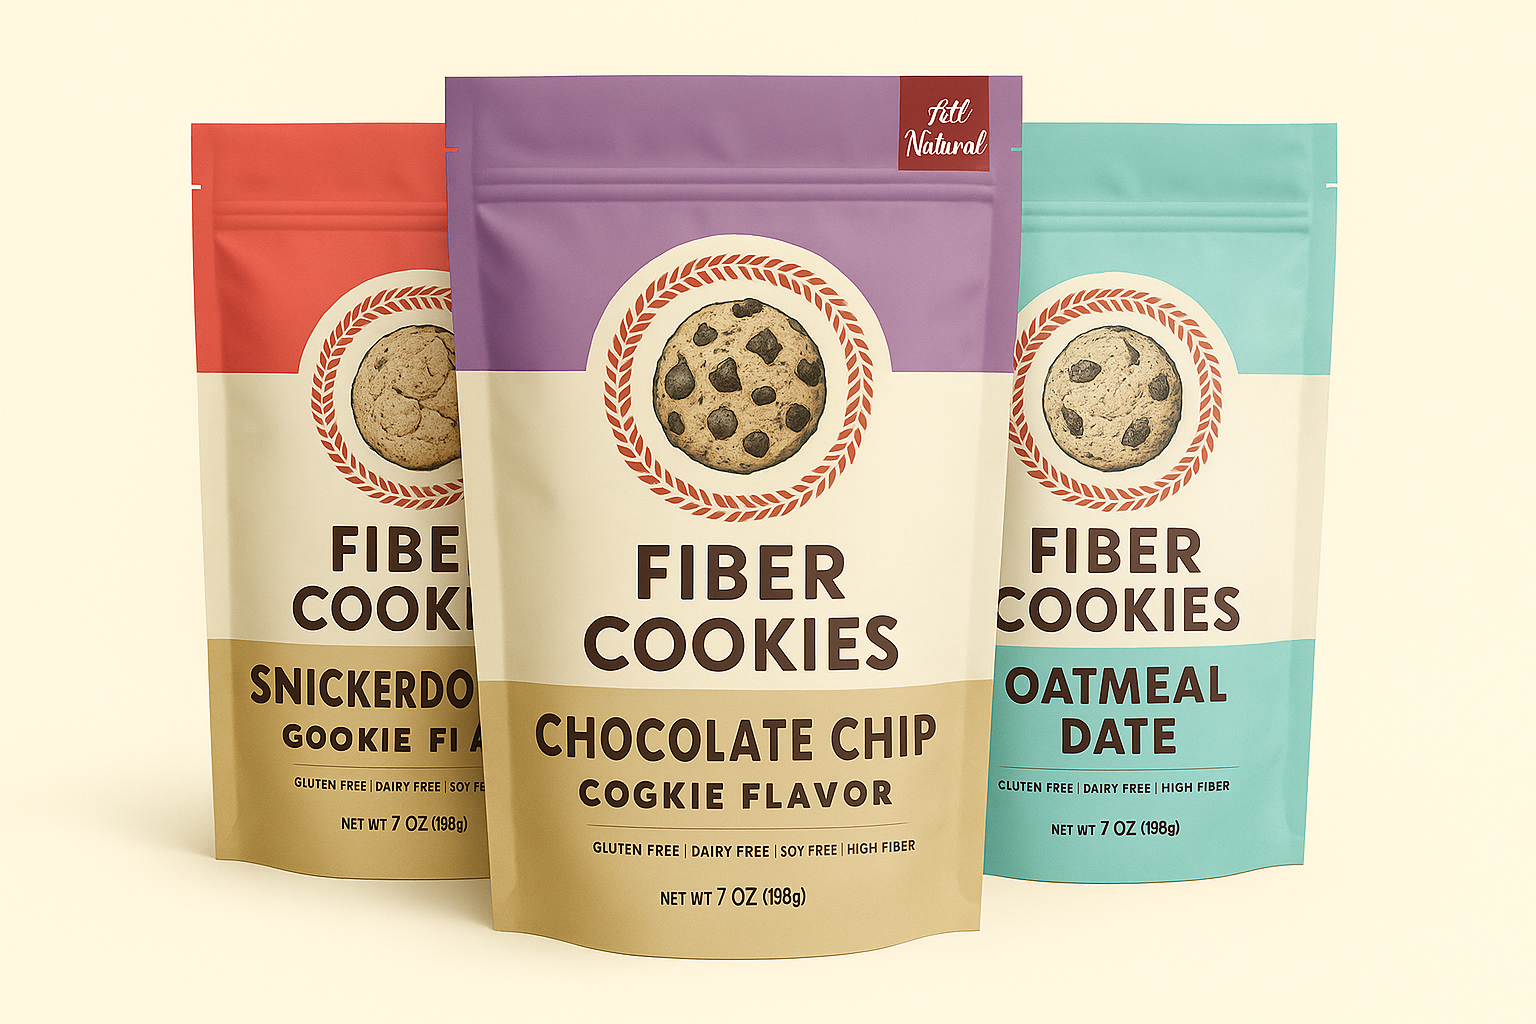 FIBE
COOKI
SNICKERDO
GOOKIE FI A
GLUTEN FREE | DAIRY FREE | SOY FE
NET WT 7 OZ (198g)
Natural
FIBER
COOKIES
CHOCOLATE CHIP
COGKIE FLAVOR
GLUTEN FREE | DAIRY FREE | SOY FREE | HIGH FIBER
NET WT 7 OZ (198g)
FIBER
COOKIES
OATMEAL
DATE
CLUTEN FREE | DAIRY FREE | HIGH FIBER
NET WT 7 OZ (198g)